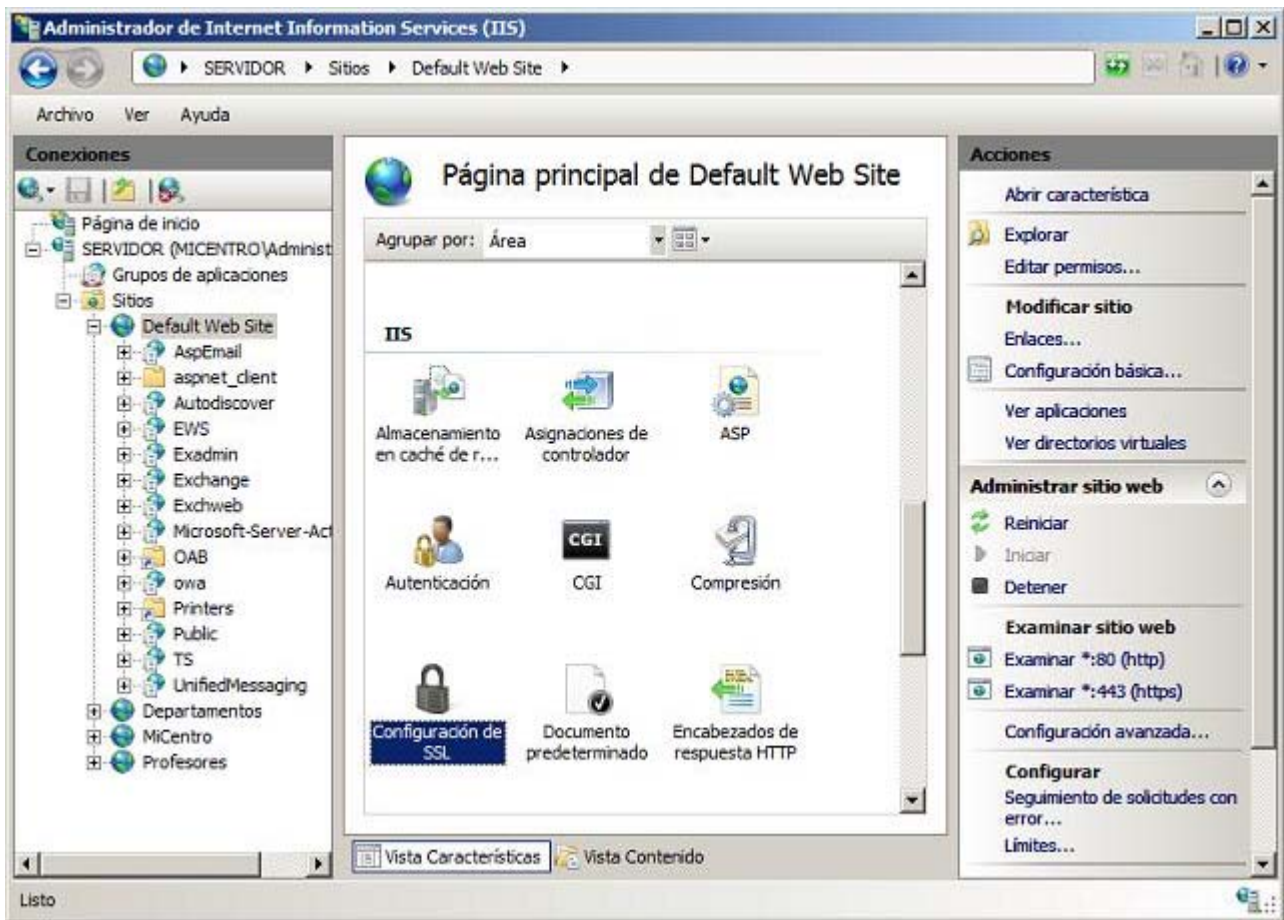 Administrador de Internet Information Services (IIS)
SERVIDOR Sitios Default Web Site
Archivo Ver Ayuda
Conexiones
Página de inicio
SERVIDOR (MICENTRO\Administ
Grupos de aplicaciones
Sitios
Default Web Site
AspEmail
aspnet_client
Autodiscover
EWS
Exadmin
Exchange
Exchweb
Microsoft-Server-Act
OAB
owa
Printers
Public
TS
UnifiedMessaging
Departamentos
MiCentro
Profesores
Página principal de Default Web Site
Agrupar por: Área
IIS
Almacenamiento
en caché de r...
Asignaciones de
controlador
ASP
Autenticación
CGI
CGI
Compresión
Configuración de
SSL
Documento
predeterminado
Encabezados de
respuesta HTTP
Vista Características Vista Contenido
Acciones
Abrir característica
Explorar
Editar permisos...
Modificar sitio
Enlaces...
Configuración básica...
Ver aplicaciones
Ver directorios virtuales
Administrar sitio web
Reiniciar
Iniciar
Detener
Examinar sitio web
Examinar *:80 (http)
Examinar *:443 (https)
Configuración avanzada...
Configurar
Seguimiento de solicitudes con
error...
Límites...
Listo